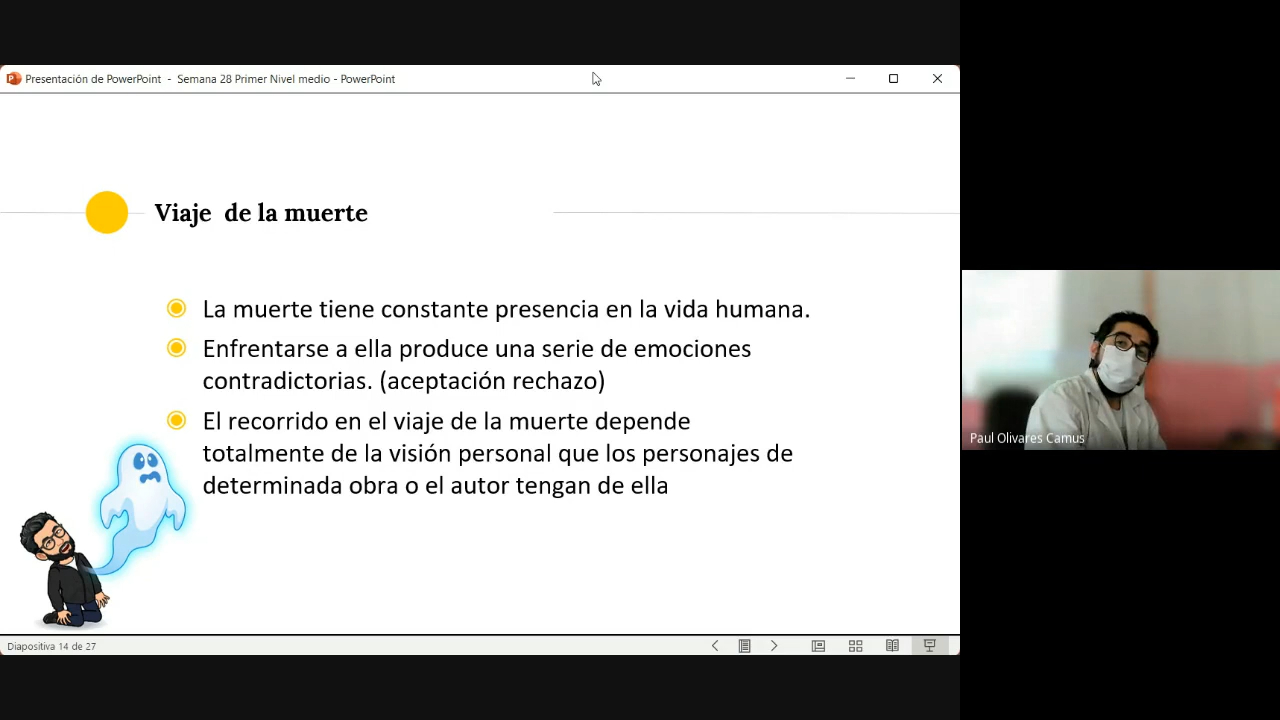 Presentación de PowerPoint - Semana 28 Primer Nivel medio - PowerPoint
Viaje de la muerte
La muerte tiene constante presencia en la vida humana.
Enfrentarse a ella produce una serie de emociones
contradictorias. (aceptación rechazo)
El recorrido en el viaje de la muerte depende
totalmente de la visión personal que los personajes de
determinada obra o el autor tengan de ella
Paul Olivares Camus
Diapositiva 14 de 27